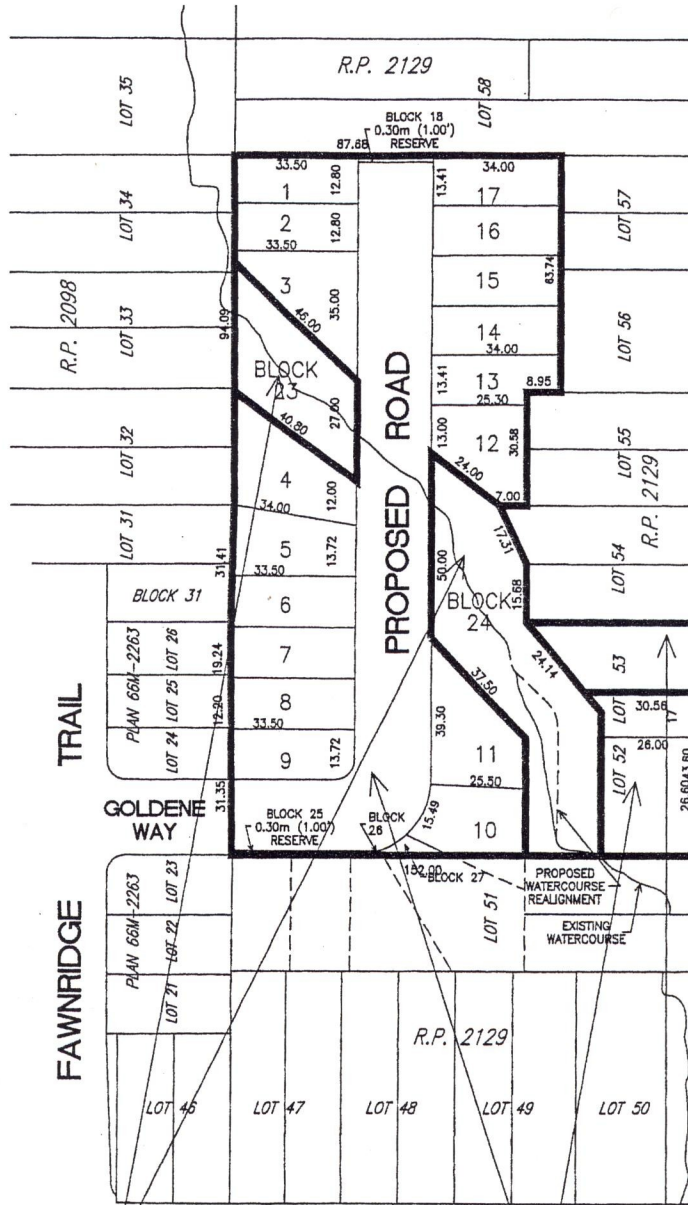 R.P. 2129
LOT 35
LOT 58
BLOCK 18
0.30m (1.00')
RESERVE
87.68
33.50
34.00
1
12.80
13.41
17
LOT 34
LOT 57
2
12.80
16
33.50
3
35.00
15
63.74
46.00
R.P. 2098
LOT 33
94.09
LOT 56
14
34.00
BLOCK
23
27.60
13.41
13
8.95
25.30
40.80
PROPOSED ROAD
LOT 32
13.00
12
30.58
LOT 55
4
12.00
24.00
7.00
R.P. 2129
34.00
LOT 31
31.41
5
13.72
33.50
17.31
LOT 54
50.00
BLOCK 31
6
BLOCK
24
15.68
PLAN 66M-2263
LOT 26
19.24
7
24.14
53
LOT 25
12.20
8
37.50
LOT
30.56
17
33.50
39.30
26.00
LOT 24
9
13.72
11
LOT 52
TRAIL
25.50
26.60
43.60
GOLDENE
WAY
31.35
BLOCK 25
0.30m (1.00')
RESERVE
BLOCK
26
15.49
10
152.00
BLOCK 27
PROPOSED
WATERCOURSE
REALIGNMENT
EXISTING
WATERCOURSE
LOT 51
PLAN 66M-2263
LOT 23
LOT 22
LOT 21
FAWNRIDGE
R.P. 2129
LOT 46
LOT 47
LOT 48
LOT 49
LOT 50